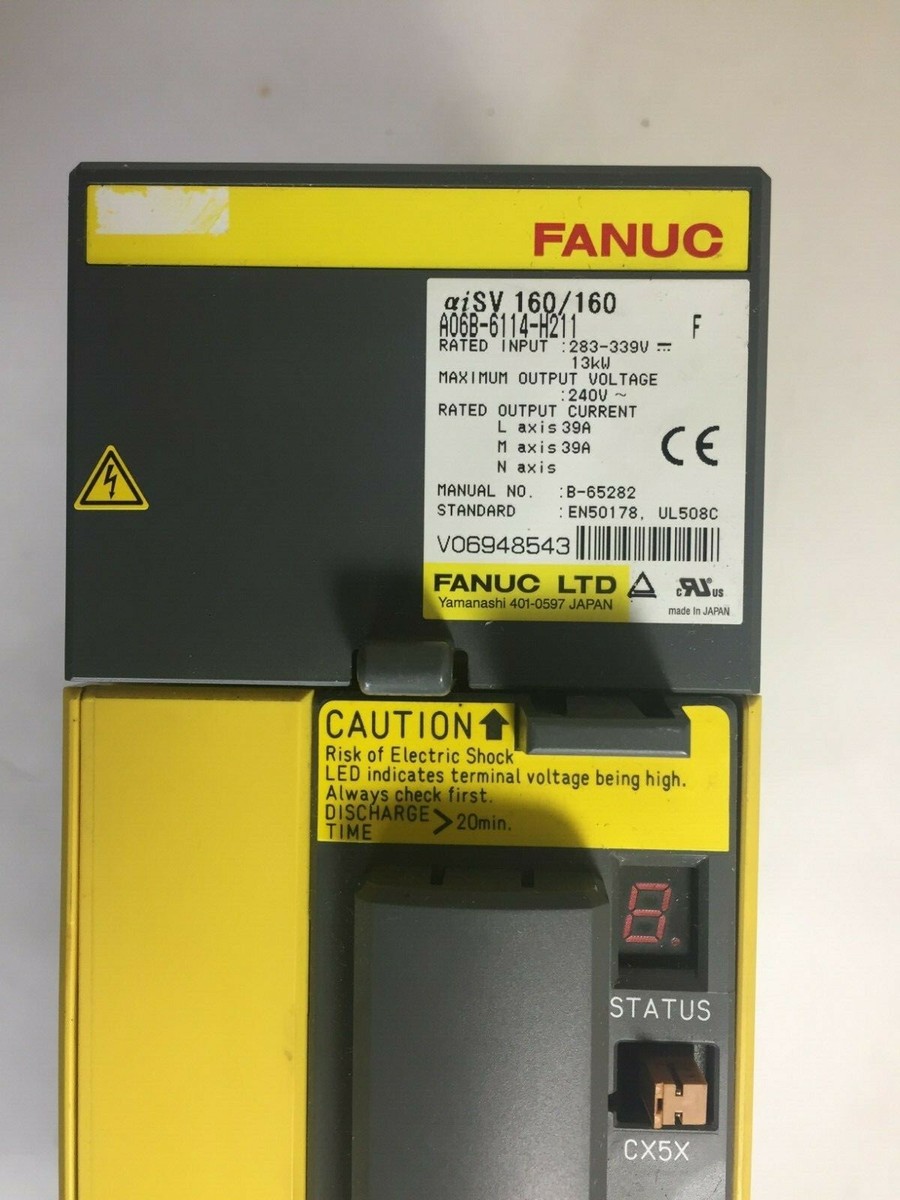 FANUC
αiSV 160/160
A06B-6114-H211 F
RATED INPUT :283-339V ⎓
13kW
MAXIMUM OUTPUT VOLTAGE
:240V ~
RATED OUTPUT CURRENT
L axis 39A
M axis 39A
N axis
CE
MANUAL NO. :B-65282
STANDARD :EN50178, UL508C
V06948543
FANUC LTD
Yamanashi 401-0597 JAPAN
c RU us
made in JAPAN
CAUTION
Risk of Electric Shock
LED indicates terminal voltage being high.
Always check first.
DISCHARGE TIME > 20min.
8.
STATUS
CX5X